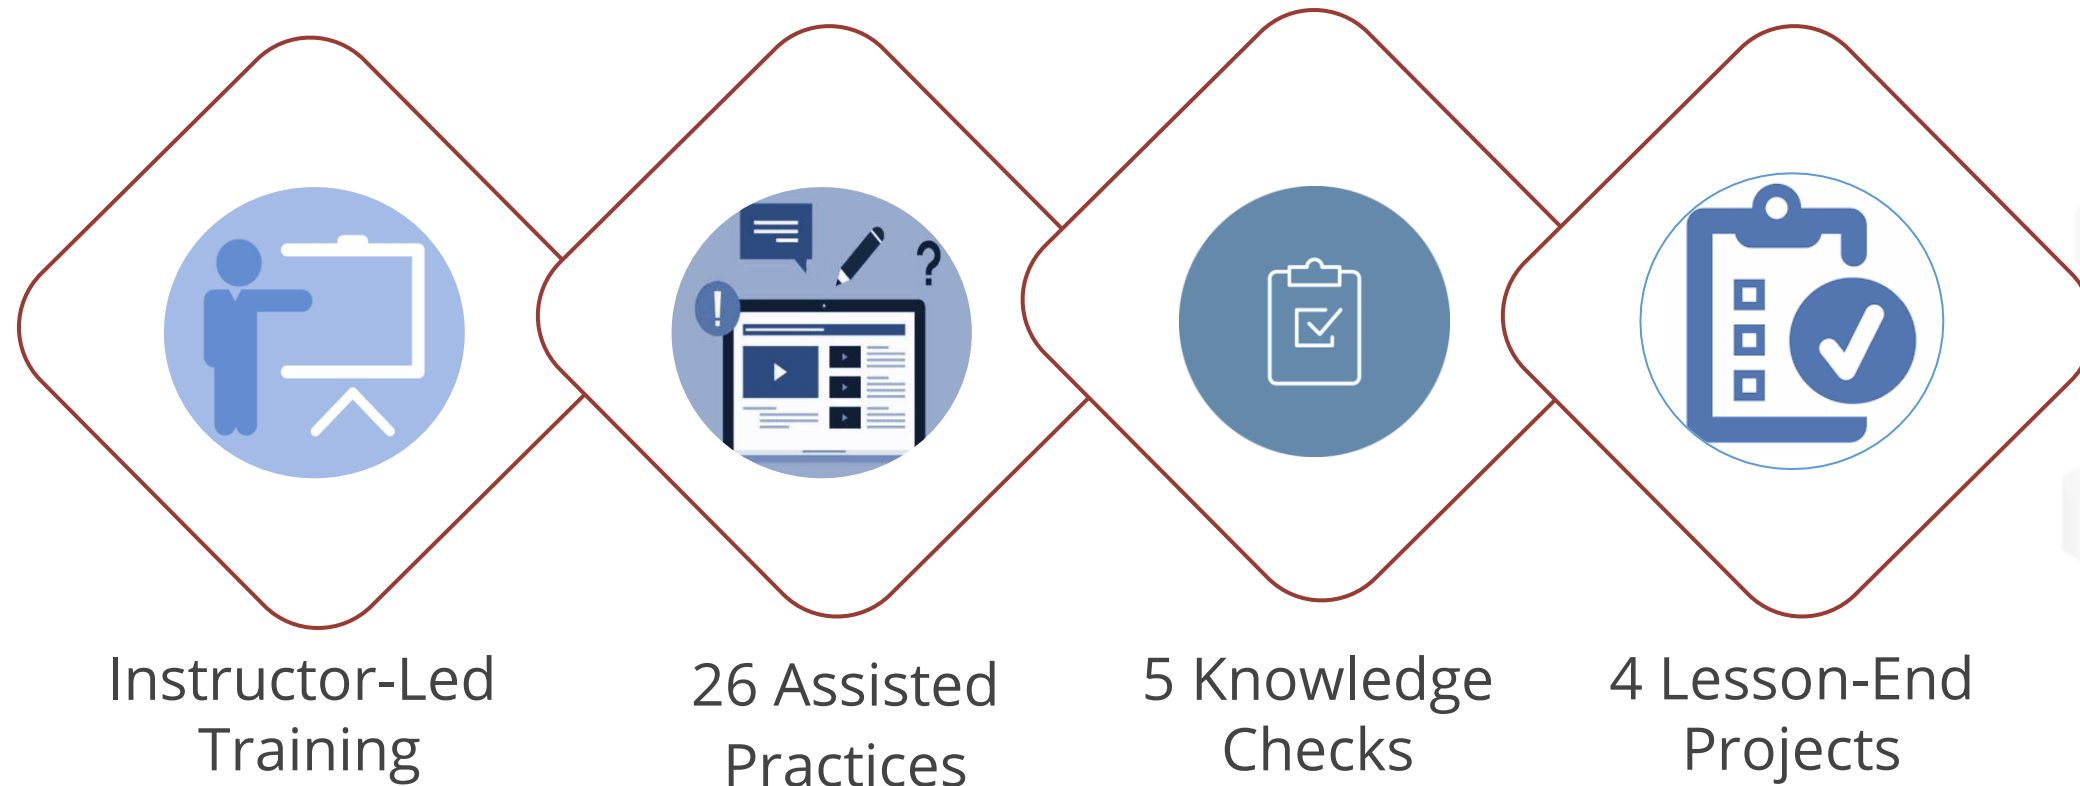 Instructor-Led
Training
26 Assisted
Practices
5 Knowledge
Checks
4 Lesson-End
Projects